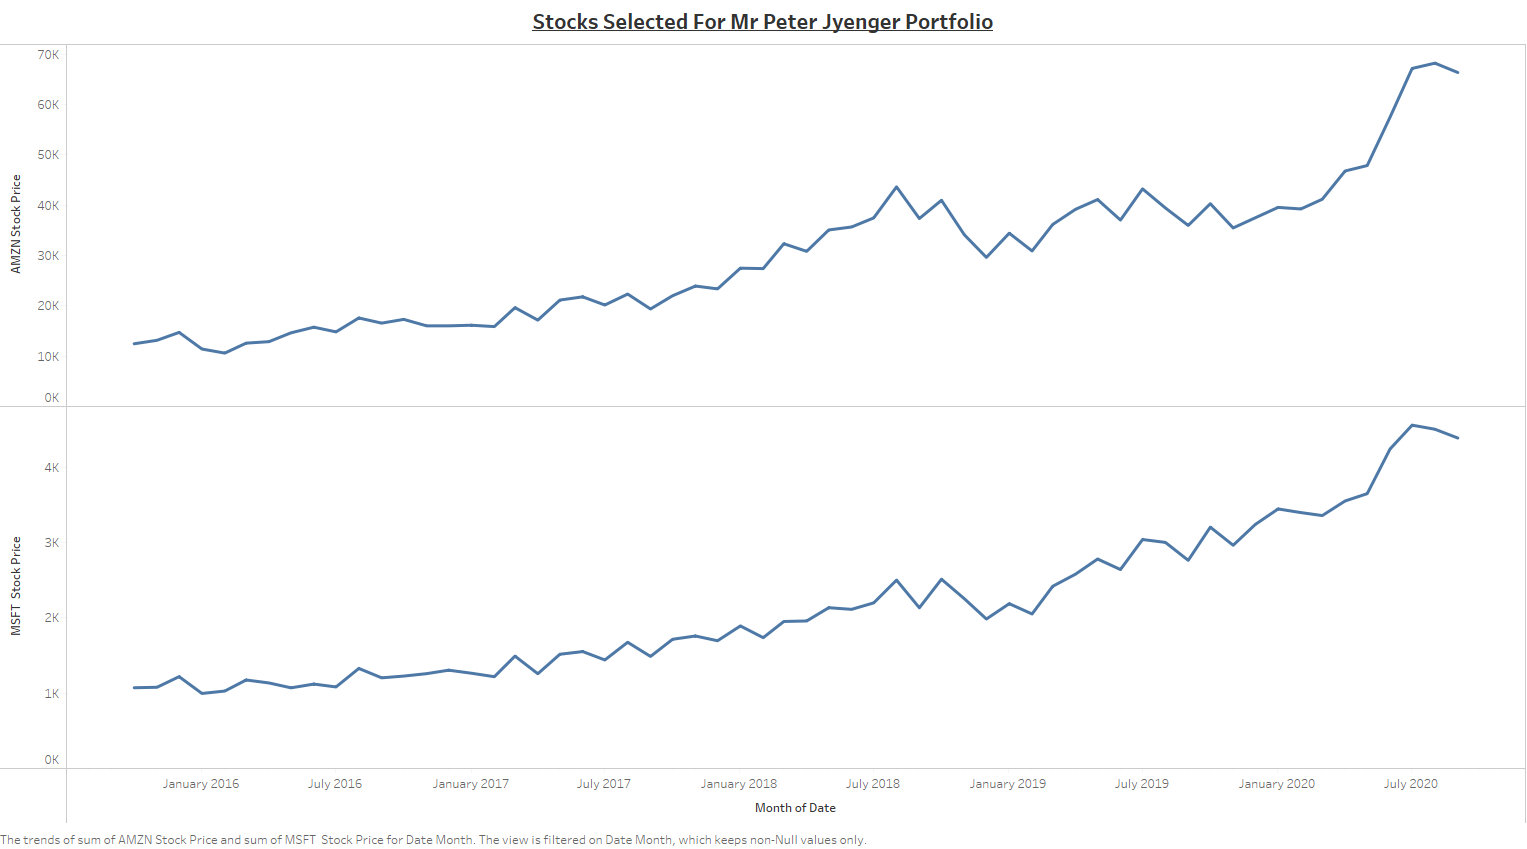 Stocks Selected For Mr Peter Jyenger Portfolio
70K
60K
50K
40K
30K
20K
10K
0K
AMZN Stock Price
4K
3K
2K
1K
0K
MSFT  Stock Price
January 2016 July 2016 January 2017 July 2017 January 2018 July 2018 January 2019 July 2019 January 2020 July 2020
Month of Date
The trends of sum of AMZN Stock Price and sum of MSFT  Stock Price for Date Month. The view is filtered on Date Month, which keeps non-Null values only.